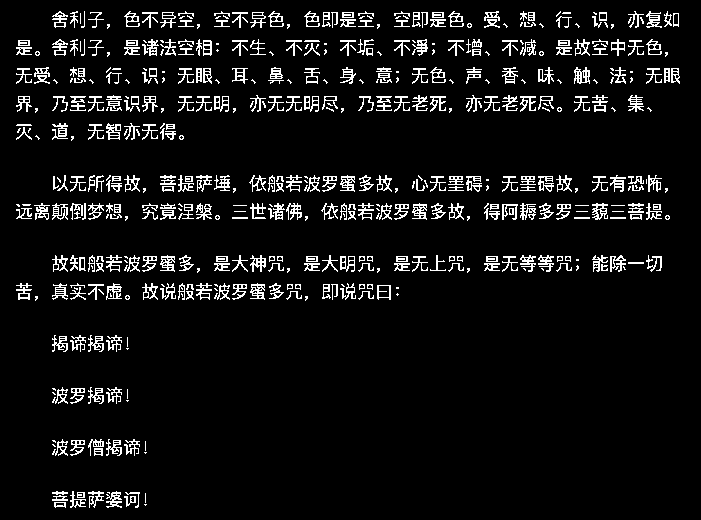 舍利子，色不异空，空不异色，色即是空，空即是色。受、想、行、识，亦复如
是。舍利子，是诸法空相：不生、不灭；不垢、不淨；不增、不减。是故空中无色，
无受、想、行、识；无眼、耳、鼻、舌、身、意；无色、声、香、味、触、法；无眼
界，乃至无意识界，无无明，亦无无明尽，乃至无老死，亦无老死尽。无苦、集、
灭、道，无智亦无得。
以无所得故，菩提萨埵，依般若波罗蜜多故，心无罣碍；无罣碍故，无有恐怖，
远离颠倒梦想，究竟涅槃。三世诸佛，依般若波罗蜜多故，得阿耨多罗三藐三菩提。
故知般若波罗蜜多，是大神咒，是大明咒，是无上咒，是无等等咒；能除一切
苦，真实不虚。故说般若波罗蜜多咒，即说咒曰：
揭谛揭谛！
波罗揭谛！
波罗僧揭谛！
菩提萨婆诃！